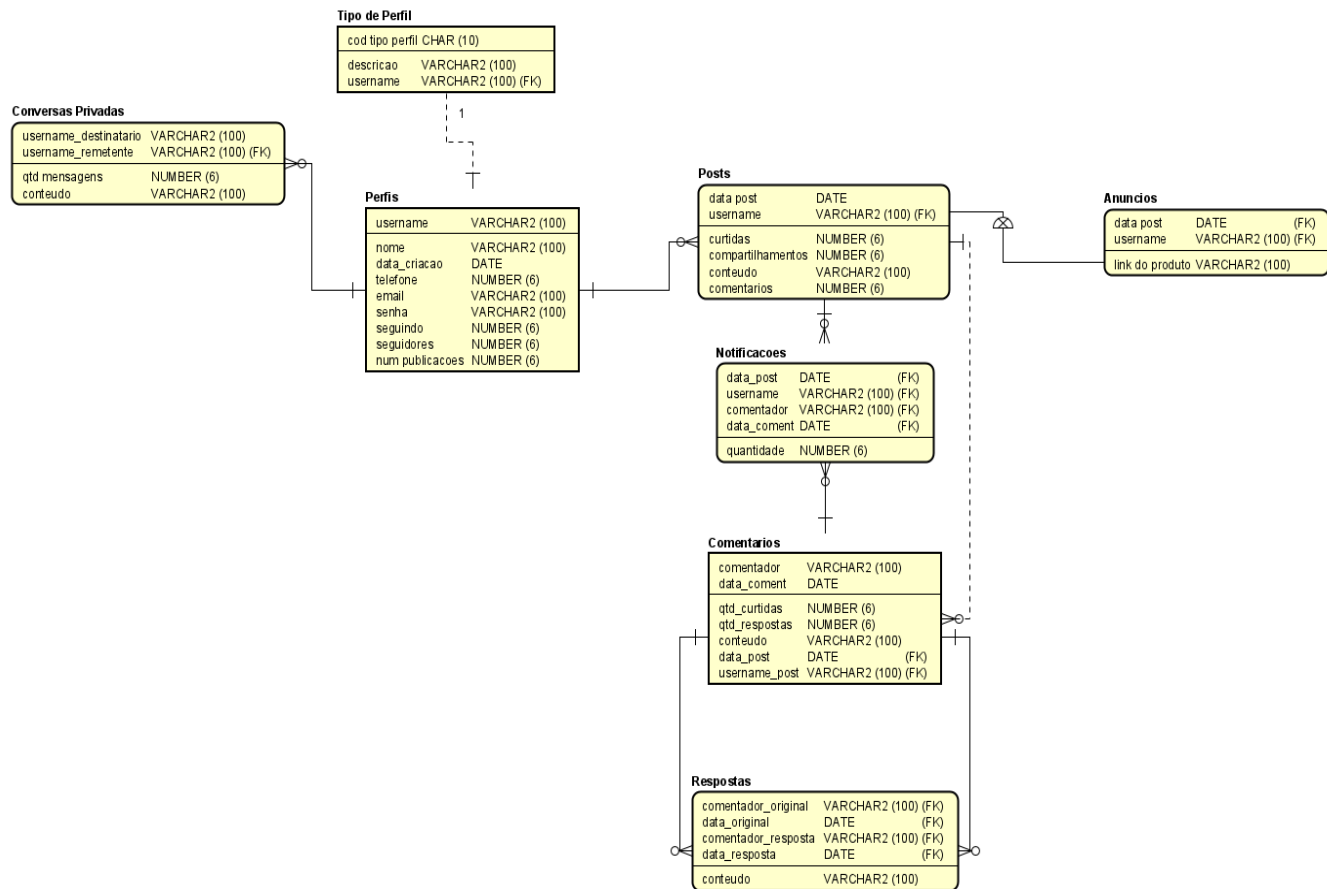 Tipo de Perfil
cod tipo perfil CHAR (10)
descricao VARCHAR2 (100)
username VARCHAR2 (100) (FK)
1
Conversas Privadas
username_destinatario VARCHAR2 (100)
username_remetente VARCHAR2 (100) (FK)
qtd mensagens NUMBER (6)
conteudo VARCHAR2 (100)
Perfis
username VARCHAR2 (100)
nome VARCHAR2 (100)
data_criacao DATE
telefone NUMBER (6)
email VARCHAR2 (100)
senha VARCHAR2 (100)
seguindo NUMBER (6)
seguidores NUMBER (6)
num publicacoes NUMBER (6)
Posts
data post DATE
username VARCHAR2 (100) (FK)
curtidas NUMBER (6)
compartilhamentos NUMBER (6)
conteudo VARCHAR2 (100)
comentarios NUMBER (6)
Anuncios
data post DATE (FK)
username VARCHAR2 (100) (FK)
link do produto VARCHAR2 (100)
Notificacoes
data_post DATE (FK)
username VARCHAR2 (100) (FK)
comentador VARCHAR2 (100) (FK)
data_coment DATE (FK)
quantidade NUMBER (6)
Comentarios
comentador VARCHAR2 (100)
data_coment DATE
qtd_curtidas NUMBER (6)
qtd_respostas NUMBER (6)
conteudo VARCHAR2 (100)
data_post DATE (FK)
username_post VARCHAR2 (100) (FK)
Respostas
comentador_original VARCHAR2 (100) (FK)
data_original DATE (FK)
comentador_resposta VARCHAR2 (100) (FK)
data_resposta DATE (FK)
conteudo VARCHAR2 (100)